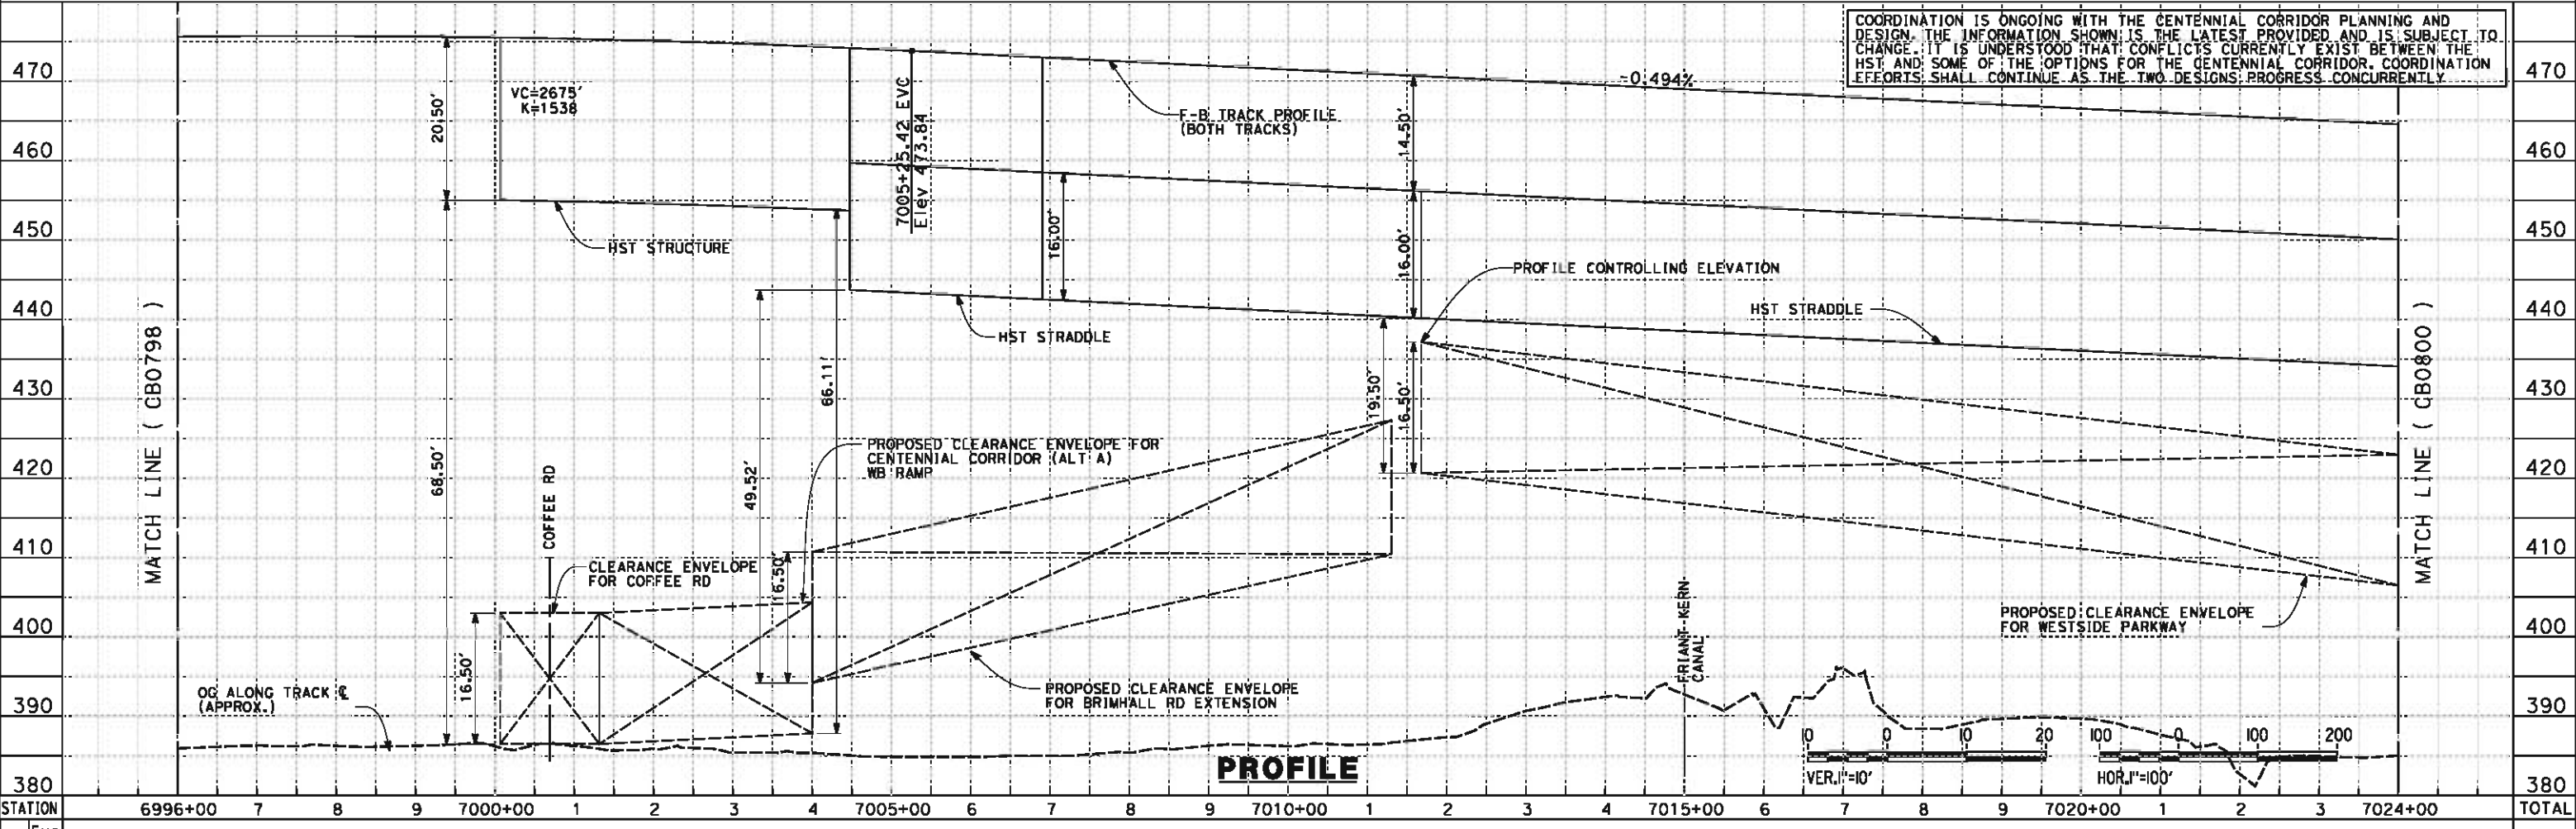 COORDINATION IS ONGOING WITH THE CENTENNIAL CORRIDOR PLANNING AND
DESIGN. THE INFORMATION SHOWN IS THE LATEST PROVIDED AND IS SUBJECT TO
CHANGE. IT IS UNDERSTOOD THAT CONFLICTS CURRENTLY EXIST BETWEEN THE
HST AND SOME OF THE OPTIONS FOR THE CENTENNIAL CORRIDOR. COORDINATION
EFFORTS SHALL CONTINUE AS THE TWO DESIGNS PROGRESS CONCURRENTLY
470
460
450
440
430
420
410
400
390
380
MATCH LINE ( CB0798 )
20.50'
VC=2675'
K=1538
7005+25.42 EVC
Elev 473.84
F-B TRACK PROFILE
(BOTH TRACKS)
14.50'
-0.494%
HST STRUCTURE
16.00'
16.00'
PROFILE CONTROLLING ELEVATION
HST STRADDLE
HST STRADDLE
68.50'
COFFEE RD
49.52'
66.11'
PROPOSED CLEARANCE ENVELOPE FOR
CENTENNIAL CORRIDOR (ALT A)
WB RAMP
19.50'
16.50'
CLEARANCE ENVELOPE
FOR COFFEE RD
16.50'
16.50'
FRIANT-KERN
CANAL
PROPOSED CLEARANCE ENVELOPE
FOR WESTSIDE PARKWAY
OG ALONG TRACK ℄
(APPROX.)
PROPOSED CLEARANCE ENVELOPE
FOR BRIMHALL RD EXTENSION
MATCH LINE ( CB0800 )
470
460
450
440
430
420
410
400
390
380
PROFILE
10 0 10 20
VER.1"=10'
100 0 100 200
HOR.1"=100'
STATION 6996+00 7 8 9 7000+00 1 2 3 4 7005+00 6 7 8 9 7010+00 1 2 3 4 7015+00 6 7 8 9 7020+00 1 2 3 7024+00 TOTAL